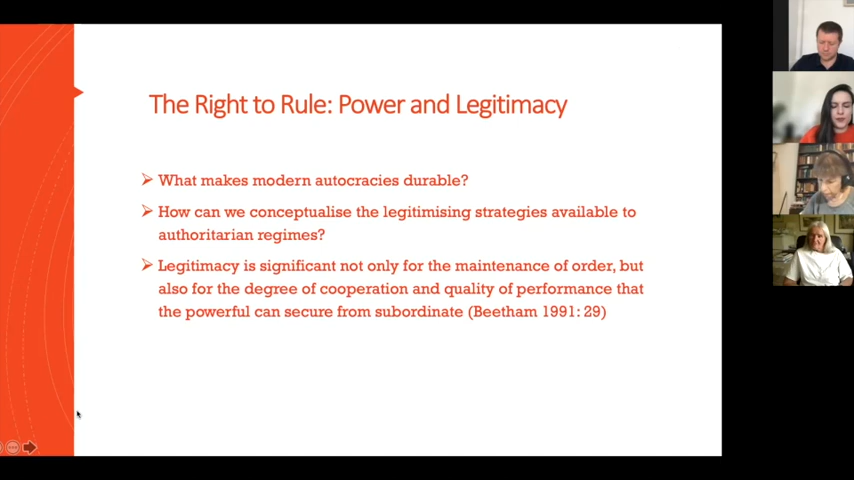 The Right to Rule: Power and Legitimacy
What makes modern autocracies durable?
How can we conceptualise the legitimising strategies available to
authoritarian regimes?
Legitimacy is significant not only for the maintenance of order, but
also for the degree of cooperation and quality of performance that
the powerful can secure from subordinate (Beetham 1991: 29)